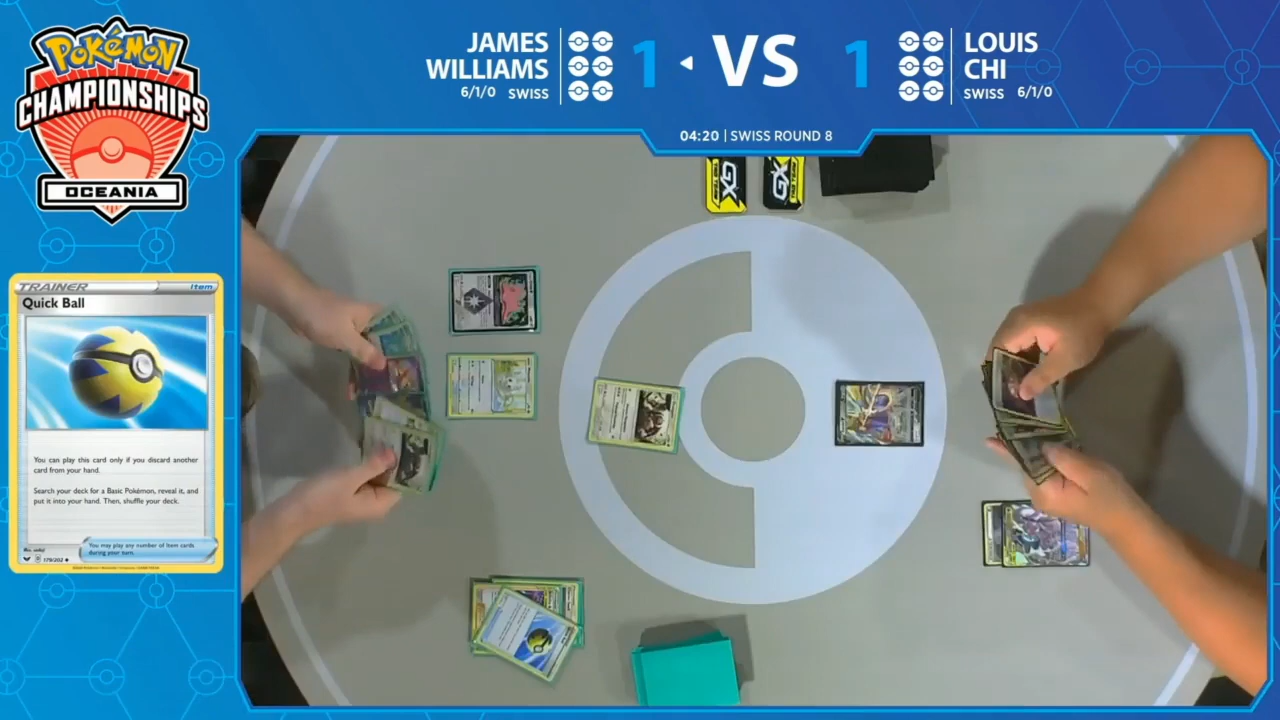 Pokémon
CHAMPIONSHIPS
OCEANIA
JAMES
WILLIAMS
6/1/0 SWISS
1
VS
1
LOUIS
CHI
SWISS 6/1/0
04:20 | SWISS ROUND 8
GX
GX
TRAINER
Item
Quick Ball
You can play this card only if you discard another
card from your hand.
Search your deck for a Basic Pokémon, reveal it, and
put it into your hand. Then, shuffle your deck.
You may play any number of Item cards
during your turn.
179/202